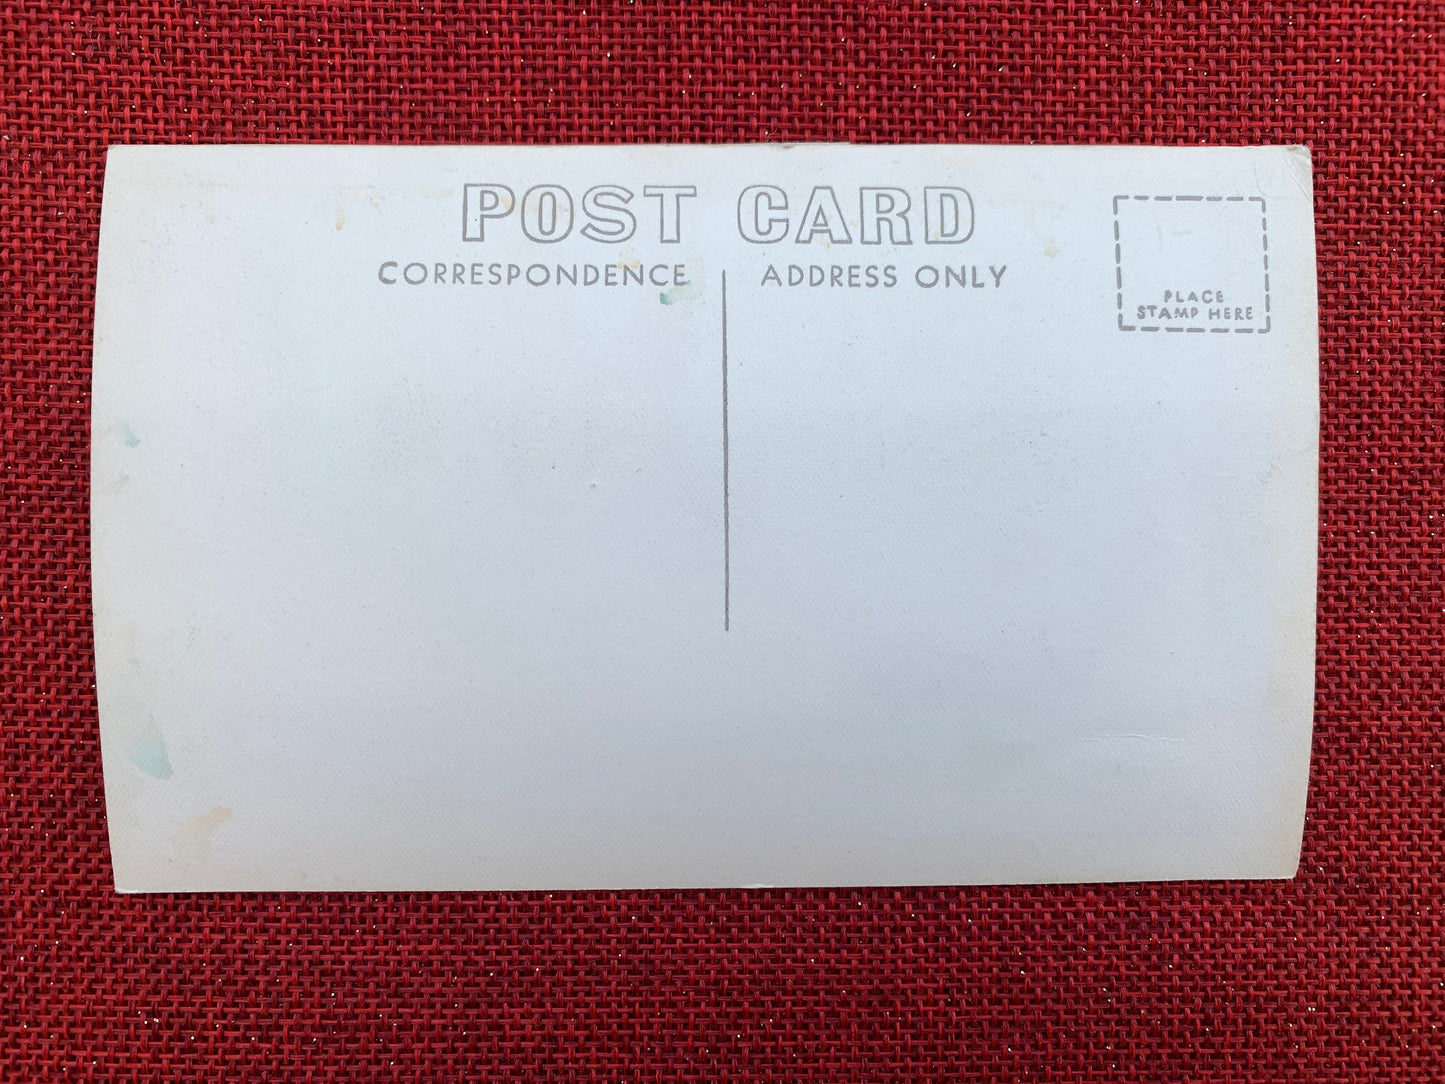 POST CARD
CORRESPONDENCE
ADDRESS ONLY
PLACE
STAMP HERE